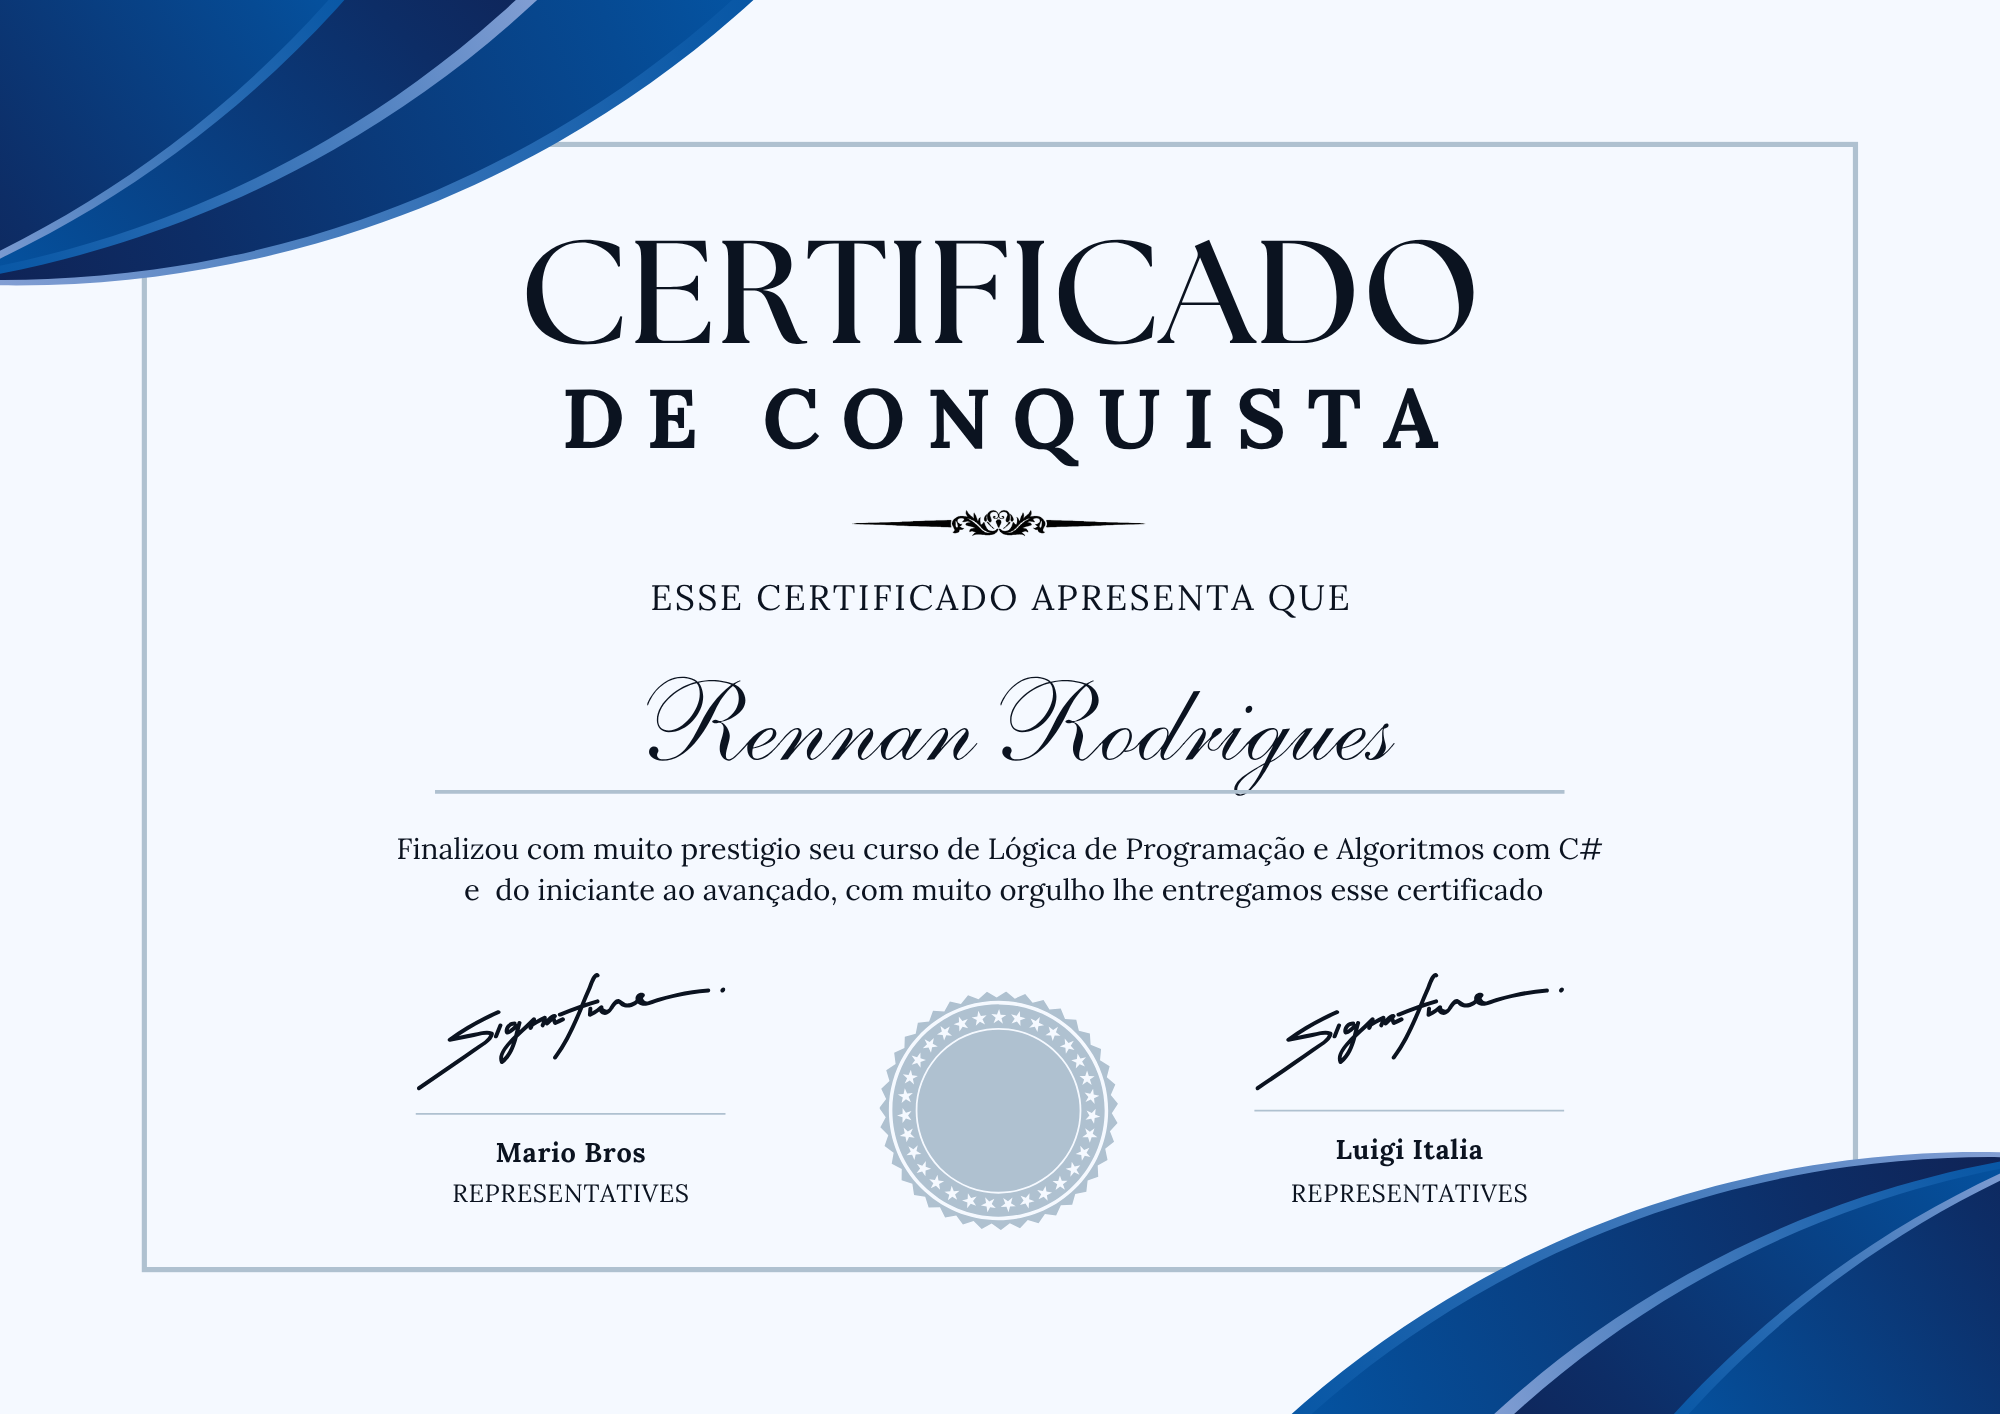 CERTIFICADO
DE CONQUISTA
ESSE CERTIFICADO APRESENTA QUE
Rennan Rodrigues
Finalizou com muito prestigio seu curso de Lógica de Programação e Algoritmos com C#
e  do iniciante ao avançado, com muito orgulho lhe entregamos esse certificado
Signature Signature
Mario Bros Luigi Italia
REPRESENTATIVES REPRESENTATIVES